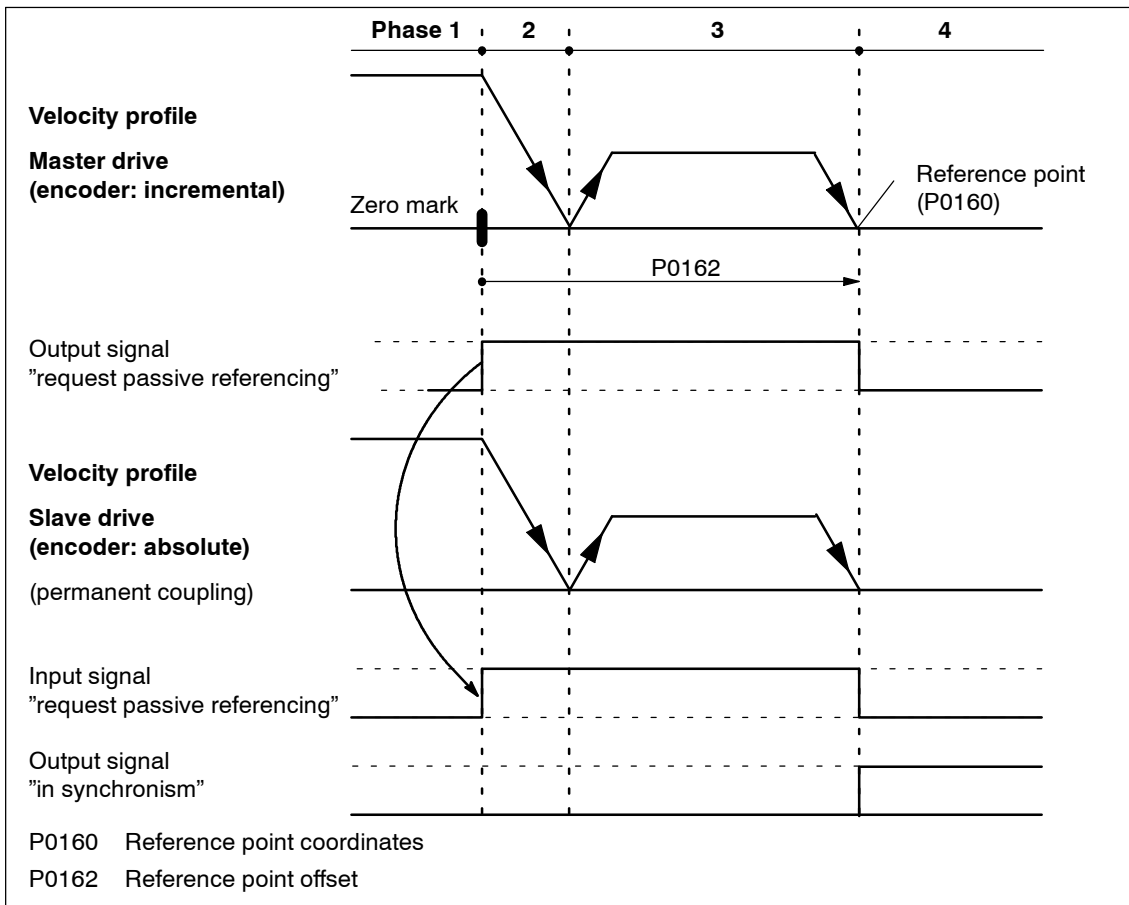 Phase 1 2 3 4
Velocity profile
Master drive
(encoder: incremental)
Zero mark
Reference point
(P0160)
P0162
Output signal
”request passive referencing”
Velocity profile
Slave drive
(encoder: absolute)
(permanent coupling)
Input signal
”request passive referencing”
Output signal
”in synchronism”
P0160 Reference point coordinates
P0162 Reference point offset